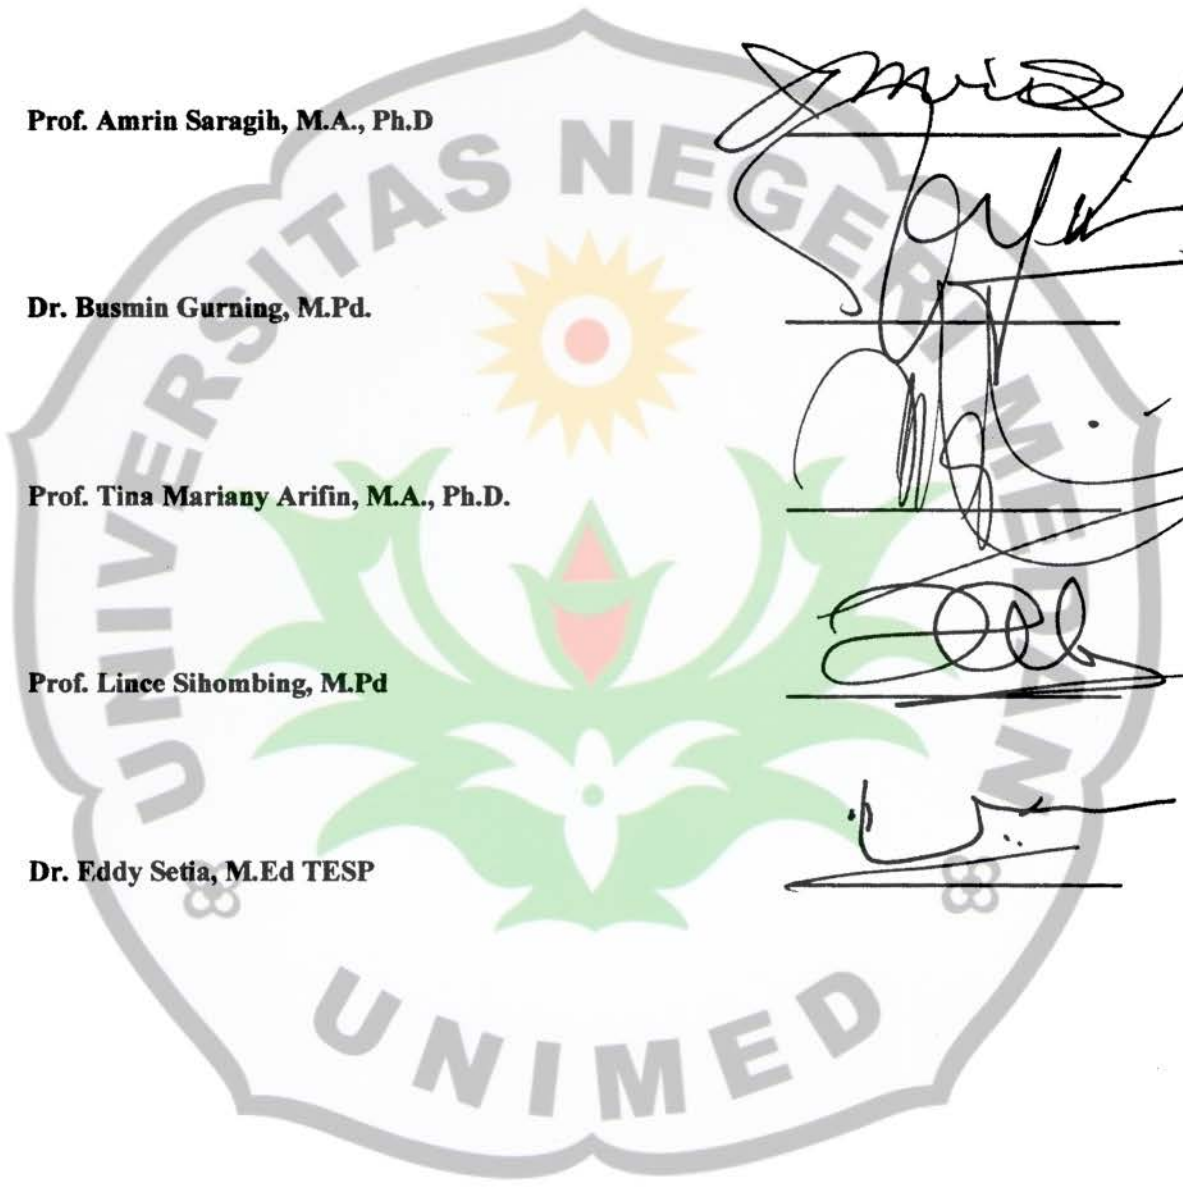 Prof. Amrin Saragih, M.A., Ph.D
Dr. Busmin Gurning, M.Pd.
Prof. Tina Mariany Arifin, M.A., Ph.D.
Prof. Lince Sihombing, M.Pd
Dr. Eddy Setia, M.Ed TESP
UNIVERSITAS NEGERI MEDAN
UNIMED